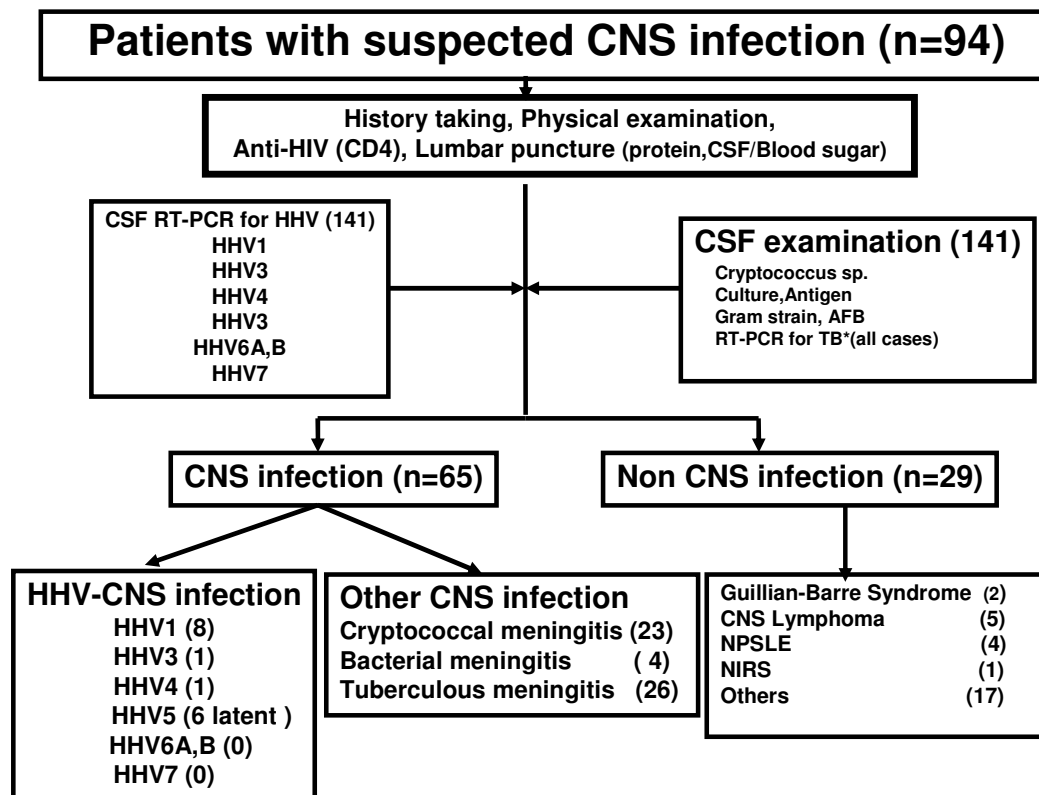 Patients with suspected CNS infection (n=94)
History taking, Physical examination,
Anti-HIV (CD4), Lumbar puncture (protein,CSF/Blood sugar)
CSF RT-PCR for HHV (141)
HHV1
HHV3
HHV4
HHV3
HHV6A,B
HHV7
CSF examination (141)
Cryptococcus sp.
Culture,Antigen
Gram strain, AFB
RT-PCR for TB*(all cases)
CNS infection (n=65)
Non CNS infection (n=29)
HHV-CNS infection
HHV1 (8)
HHV3 (1)
HHV4 (1)
HHV5 (6 latent )
HHV6A,B (0)
HHV7 (0)
Other CNS infection
Cryptococcal meningitis (23)
Bacterial meningitis ( 4)
Tuberculous meningitis (26)
Guillian-Barre Syndrome (2)
CNS Lymphoma (5)
NPSLE (4)
NIRS (1)
Others (17)